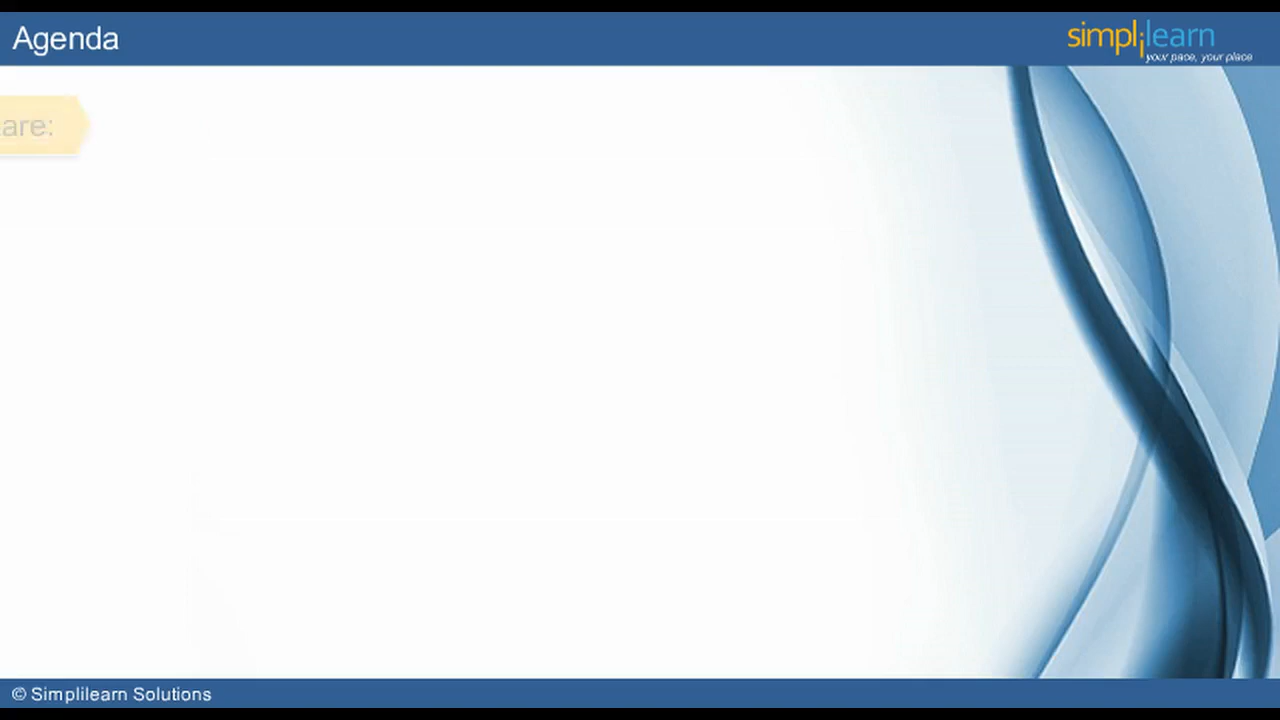 Agenda
simplilearn
your pace, your place
are:
© Simplilearn Solutions